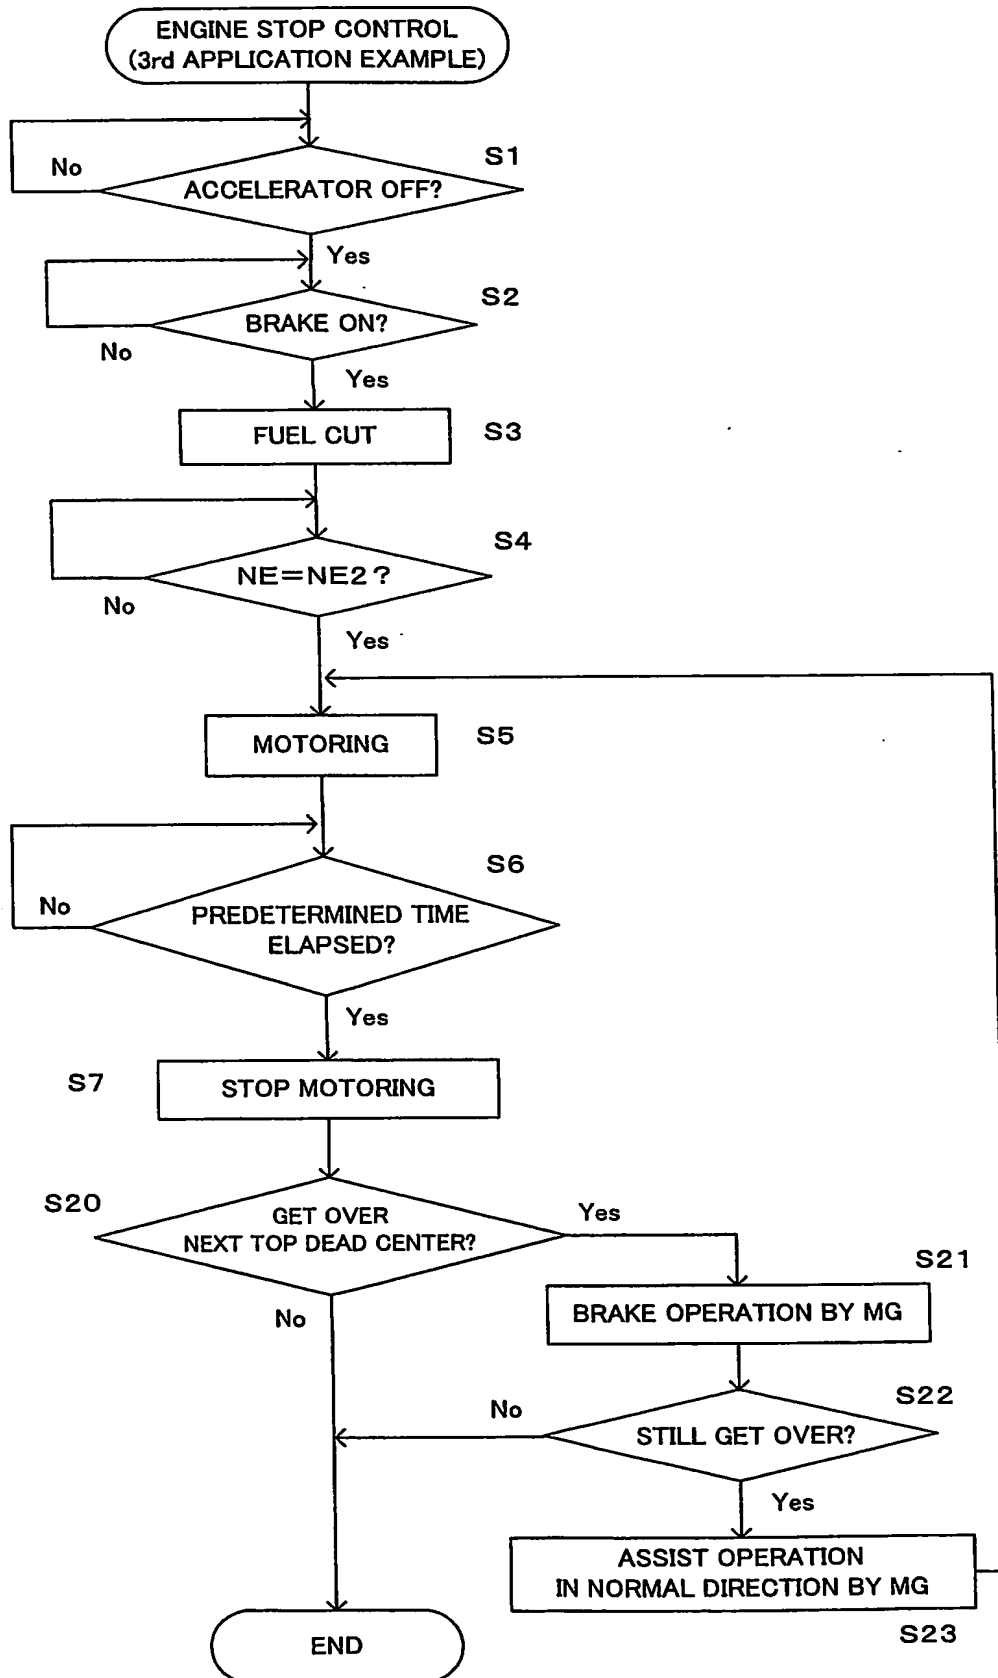 ENGINE STOP CONTROL
(3rd APPLICATION EXAMPLE)
S1
No
ACCELERATOR OFF?
Yes
S2
BRAKE ON?
No
Yes
FUEL CUT
S3
S4
NE=NE2?
No
Yes
MOTORING
S5
S6
No
PREDETERMINED TIME
ELAPSED?
Yes
S7
STOP MOTORING
S20
GET OVER
NEXT TOP DEAD CENTER?
Yes
S21
No
BRAKE OPERATION BY MG
S22
No
STILL GET OVER?
Yes
ASSIST OPERATION
IN NORMAL DIRECTION BY MG
S23
END